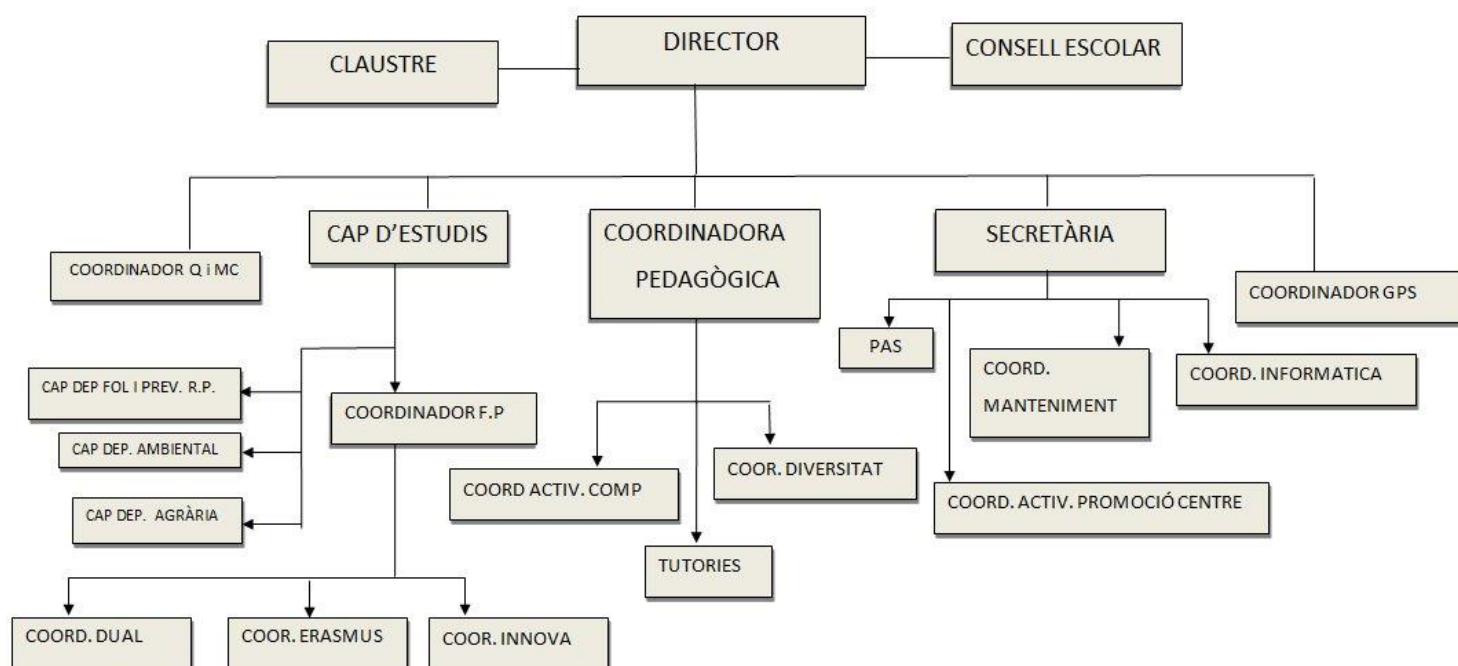 DIRECTOR
CLAUSTRE
CONSELL ESCOLAR
CAP D'ESTUDIS
COORDINADORA
PEDAGÒGICA
SECRETÀRIA
COORDINADOR Q i MC
COORDINADOR GPS
PAS
COORD.
MANTENIMENT
COORD. INFORMATICA
CAP DEP FOL I PREV. R.P.
COORDINADOR F.P
CAP DEP. AMBIENTAL
COORD ACTIV. COMP
COOR. DIVERSITAT
COORD. ACTIV. PROMOCIÓ CENTRE
CAP DEP. AGRÀRIA
TUTORIES
COORD. DUAL
COOR. ERASMUS
COOR. INNOVA